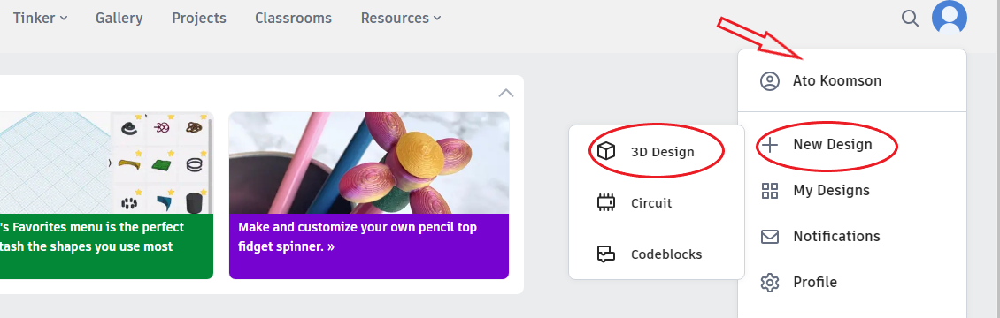 Tinker
Gallery
Projects
Classrooms
Resources
's Favorites menu is the perfect
tash the shapes you use most
Make and customize your own pencil top
fidget spinner. »
3D Design
Circuit
Codeblocks
Ato Koomson
New Design
My Designs
Notifications
Profile